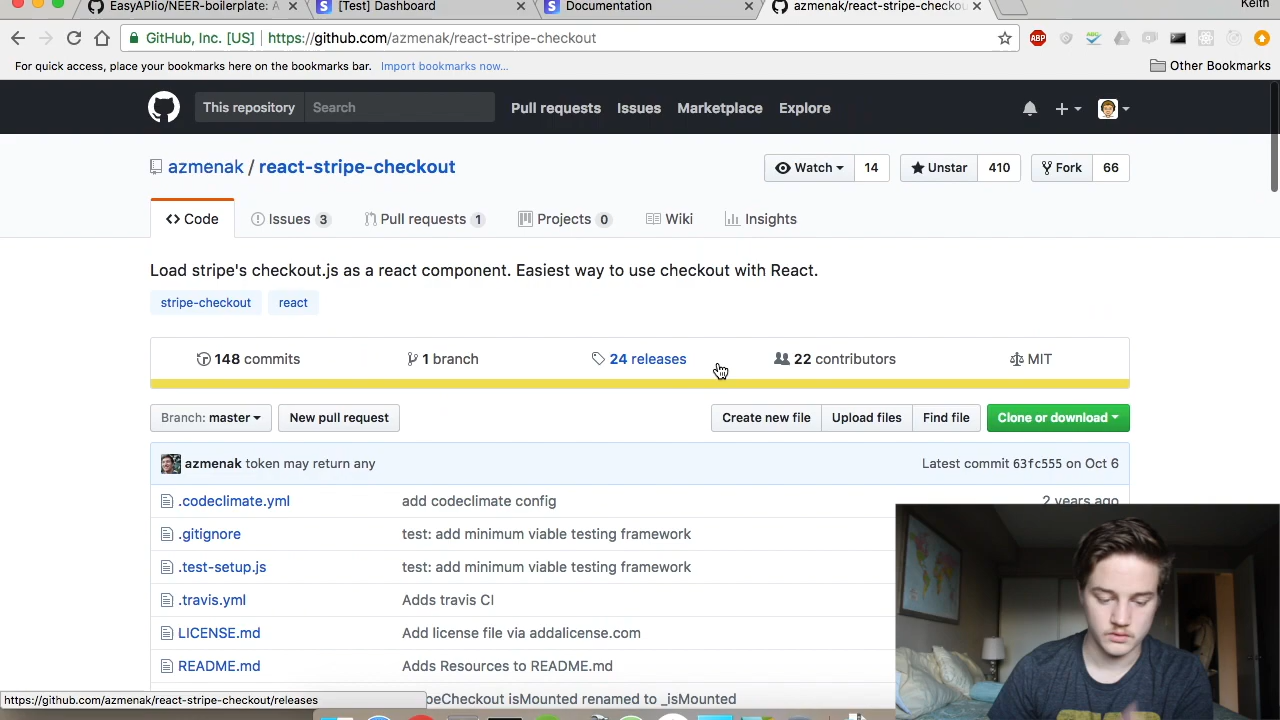 EasyAPIio/NEER-boilerplate: A
[Test] Dashboard
Documentation
azmenak/react-stripe-checkou
Keith
GitHub, Inc. [US] https://github.com/azmenak/react-stripe-checkout
ABP
ABC
For quick access, place your bookmarks here on the bookmarks bar. Import bookmarks now...
Other Bookmarks
This repository Search Pull requests Issues Marketplace Explore
azmenak / react-stripe-checkout
Watch 14 Unstar 410 Fork 66
Code Issues 3 Pull requests 1 Projects 0 Wiki Insights
Load stripe's checkout.js as a react component. Easiest way to use checkout with React.
stripe-checkout react
148 commits 1 branch 24 releases 22 contributors MIT
Branch: master New pull request Create new file Upload files Find file Clone or download
azmenak token may return any Latest commit 63fc555 on Oct 6
.codeclimate.yml add codeclimate config 2 years ago
.gitignore test: add minimum viable testing framework
.test-setup.js test: add minimum viable testing framework
.travis.yml Adds travis CI
LICENSE.md Add license file via addalicense.com
README.md Adds Resources to README.md
https://github.com/azmenak/react-stripe-checkout/releases
peCheckout isMounted renamed to _isMounted